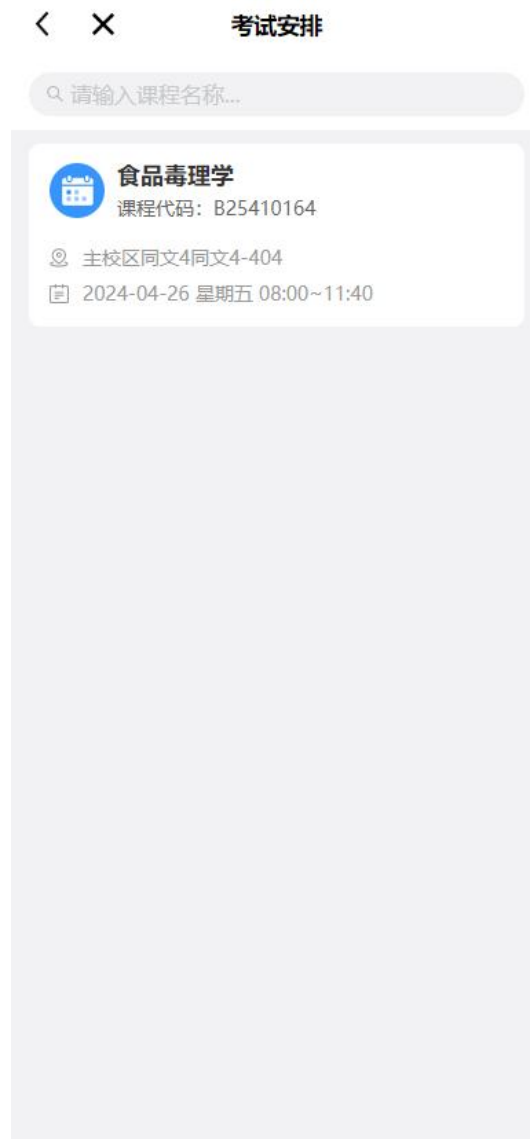 考试安排
请输入课程名称...
食品毒理学
课程代码：B25410164
主校区同文4同文4-404
2024-04-26 星期五 08:00~11:40